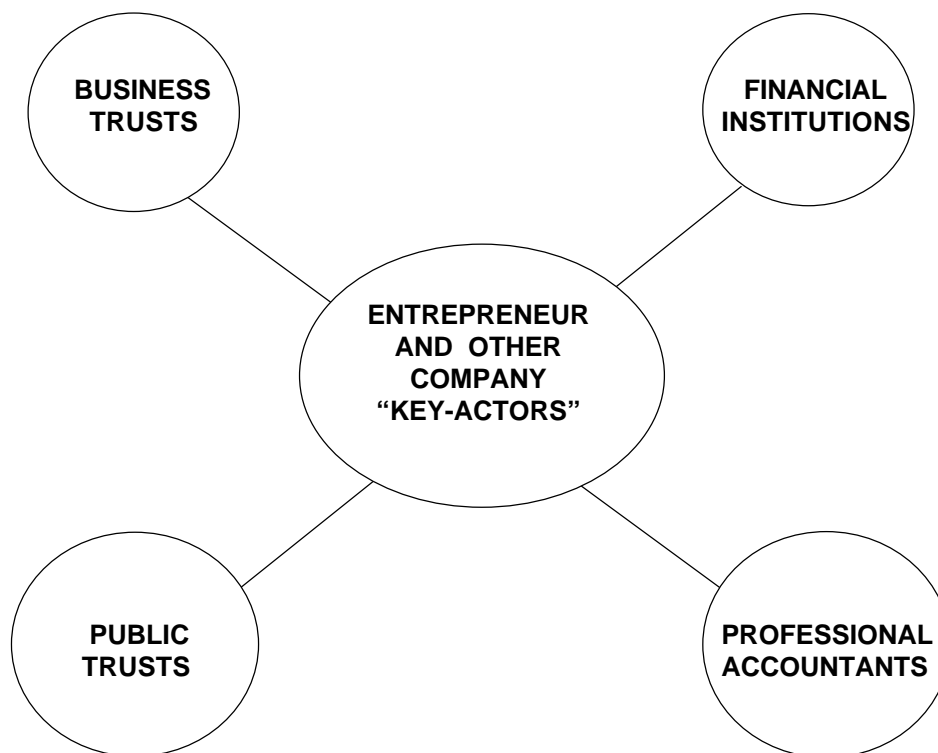 BUSINESS
TRUSTS
FINANCIAL
INSTITUTIONS
ENTREPRENEUR
AND OTHER
COMPANY
“KEY-ACTORS”
PUBLIC
TRUSTS
PROFESSIONAL
ACCOUNTANTS